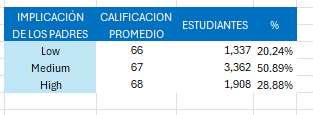 IMPLICACIÓN DE LOS PADRES CALIFICACION PROMEDIO ESTUDIANTES %
Low 66 1,337 20.24%
Medium 67 3,362 50.89%
High 68 1,908 28.88%